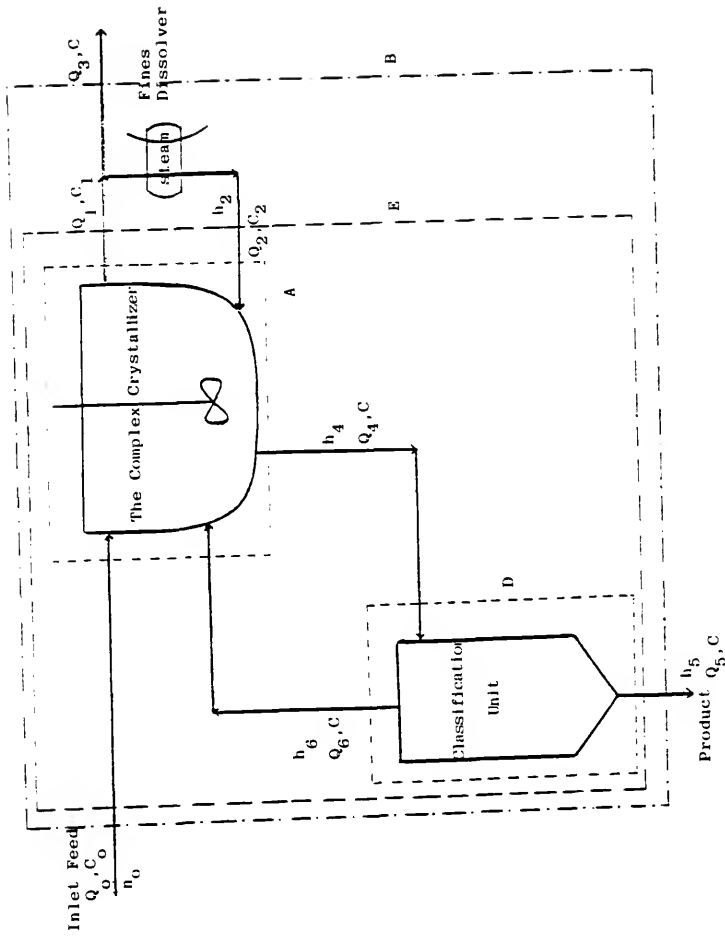 Inlet Feed
Q₀, C₀
n₀
The Complex Crystallizer
Q₁, C₁
Q₃, C
Fines
Dissolver
steam
h₂
Q₂, C₂
A
B
E
h₄
Q₄, C
h₆
Q₆, C
D
Classification
Unit
h₅
Product Q₅, C